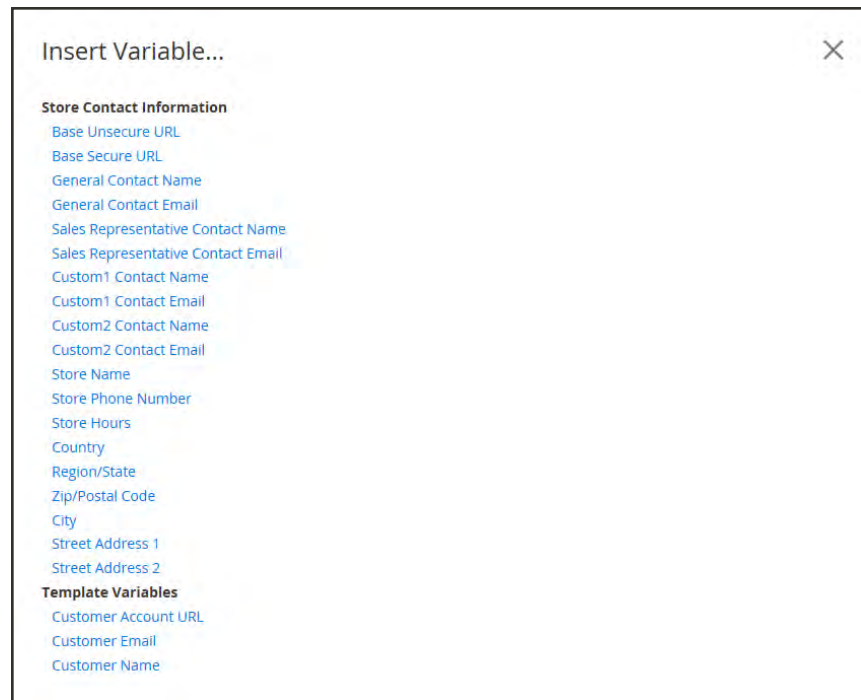 Insert Variable...
Store Contact Information
Base Unsecure URL
Base Secure URL
General Contact Name
General Contact Email
Sales Representative Contact Name
Sales Representative Contact Email
Custom1 Contact Name
Custom1 Contact Email
Custom2 Contact Name
Custom2 Contact Email
Store Name
Store Phone Number
Store Hours
Country
Region/State
Zip/Postal Code
City
Street Address 1
Street Address 2
Template Variables
Customer Account URL
Customer Email
Customer Name